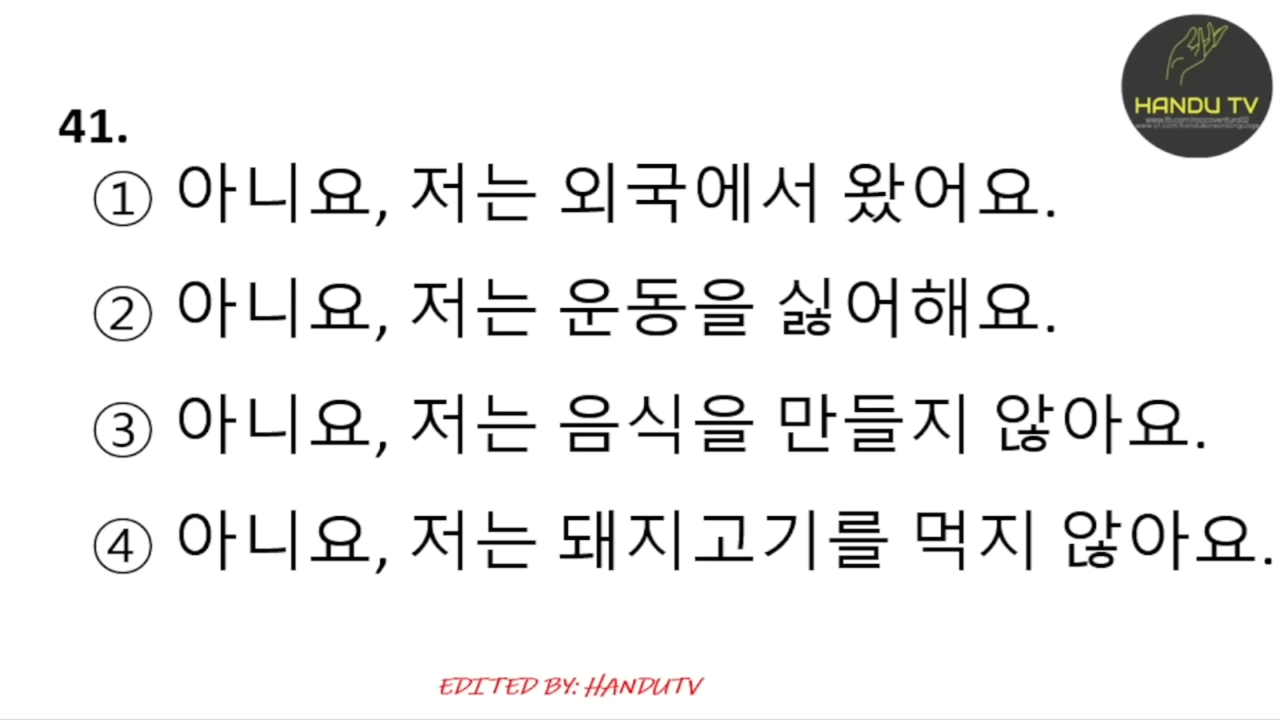 HANDU TV
41.
① 아니요, 저는 외국에서 왔어요.
② 아니요, 저는 운동을 싫어해요.
③ 아니요, 저는 음식을 만들지 않아요.
④ 아니요, 저는 돼지고기를 먹지 않아요.
EDITED BY: HANDUTV